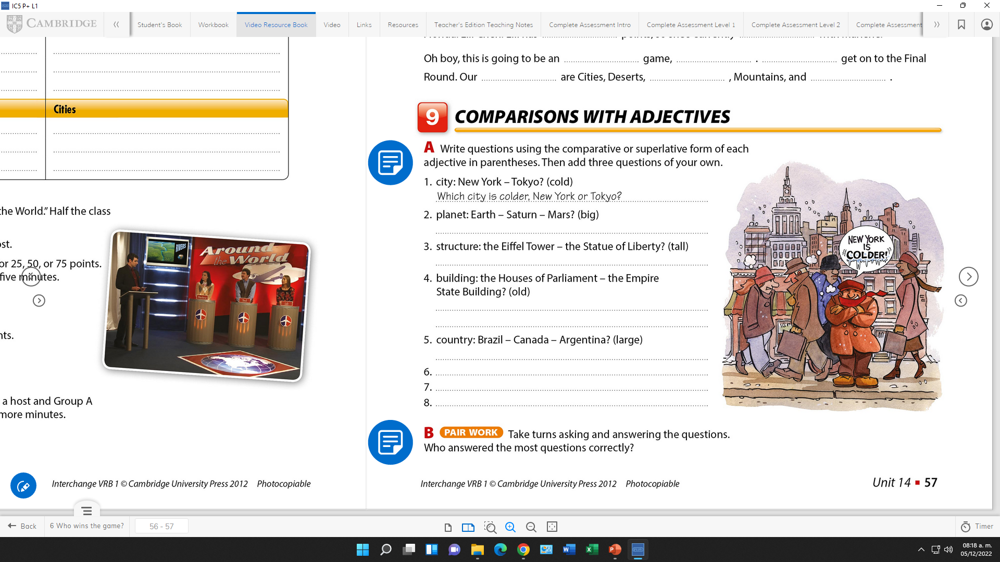 IC5 P+ L1
CAMBRIDGE
Student's Book
Workbook
Video Resource Book
Video
Links
Resources
Teacher's Edition Teaching Notes
Complete Assessment Intro
Complete Assessment Level 1
Complete Assessment Level 2
Complete Assessment
Cities
the World." Half the class
or 25, 50, or 75 points.
five minutes.
RIVERS
Around
the World
Marlene
Ted
Lili
a host and Group A
more minutes.
Interchange VRB 1 © Cambridge University Press 2012 Photocopiable
Oh boy, this is going to be an game, . get on to the Final
Round. Our are Cities, Deserts, , Mountains, and .
9 COMPARISONS WITH ADJECTIVES
A Write questions using the comparative or superlative form of each
adjective in parentheses. Then add three questions of your own.
1. city: New York – Tokyo? (cold)
Which city is colder, New York or Tokyo?
2. planet: Earth – Saturn – Mars? (big)
3. structure: the Eiffel Tower – the Statue of Liberty? (tall)
4. building: the Houses of Parliament – the Empire
State Building? (old)
5. country: Brazil – Canada – Argentina? (large)
6.
7.
8.
NEW YORK
IS
COLDER!
B PAIR WORK Take turns asking and answering the questions.
Who answered the most questions correctly?
Interchange VRB 1 © Cambridge University Press 2012 Photocopiable
Unit 14 ▪ 57
Back
6 Who wins the game?
56 - 57
Timer
PLUS
08:18 a. m.
05/12/2022